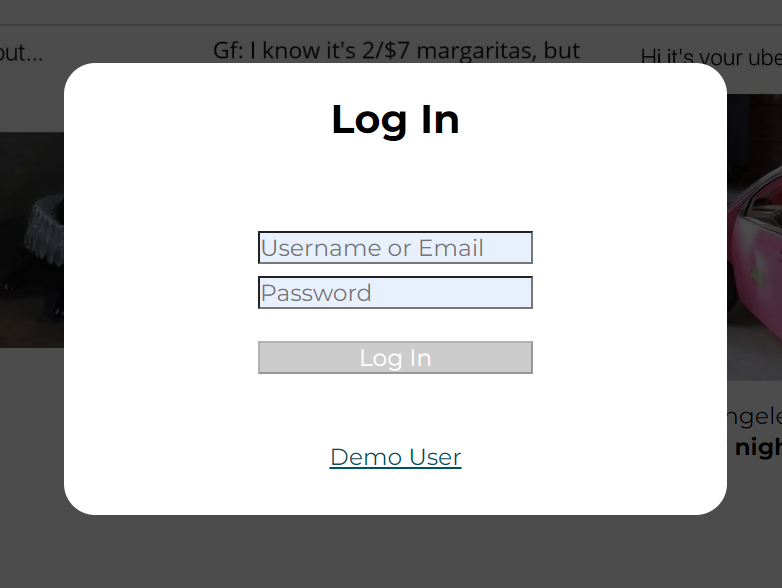 out...
Gf: I know it's 2/$7 margaritas, but
Hi it's your ube
Log In
Username or Email
Password
Log In
ngele
nigh
Demo User